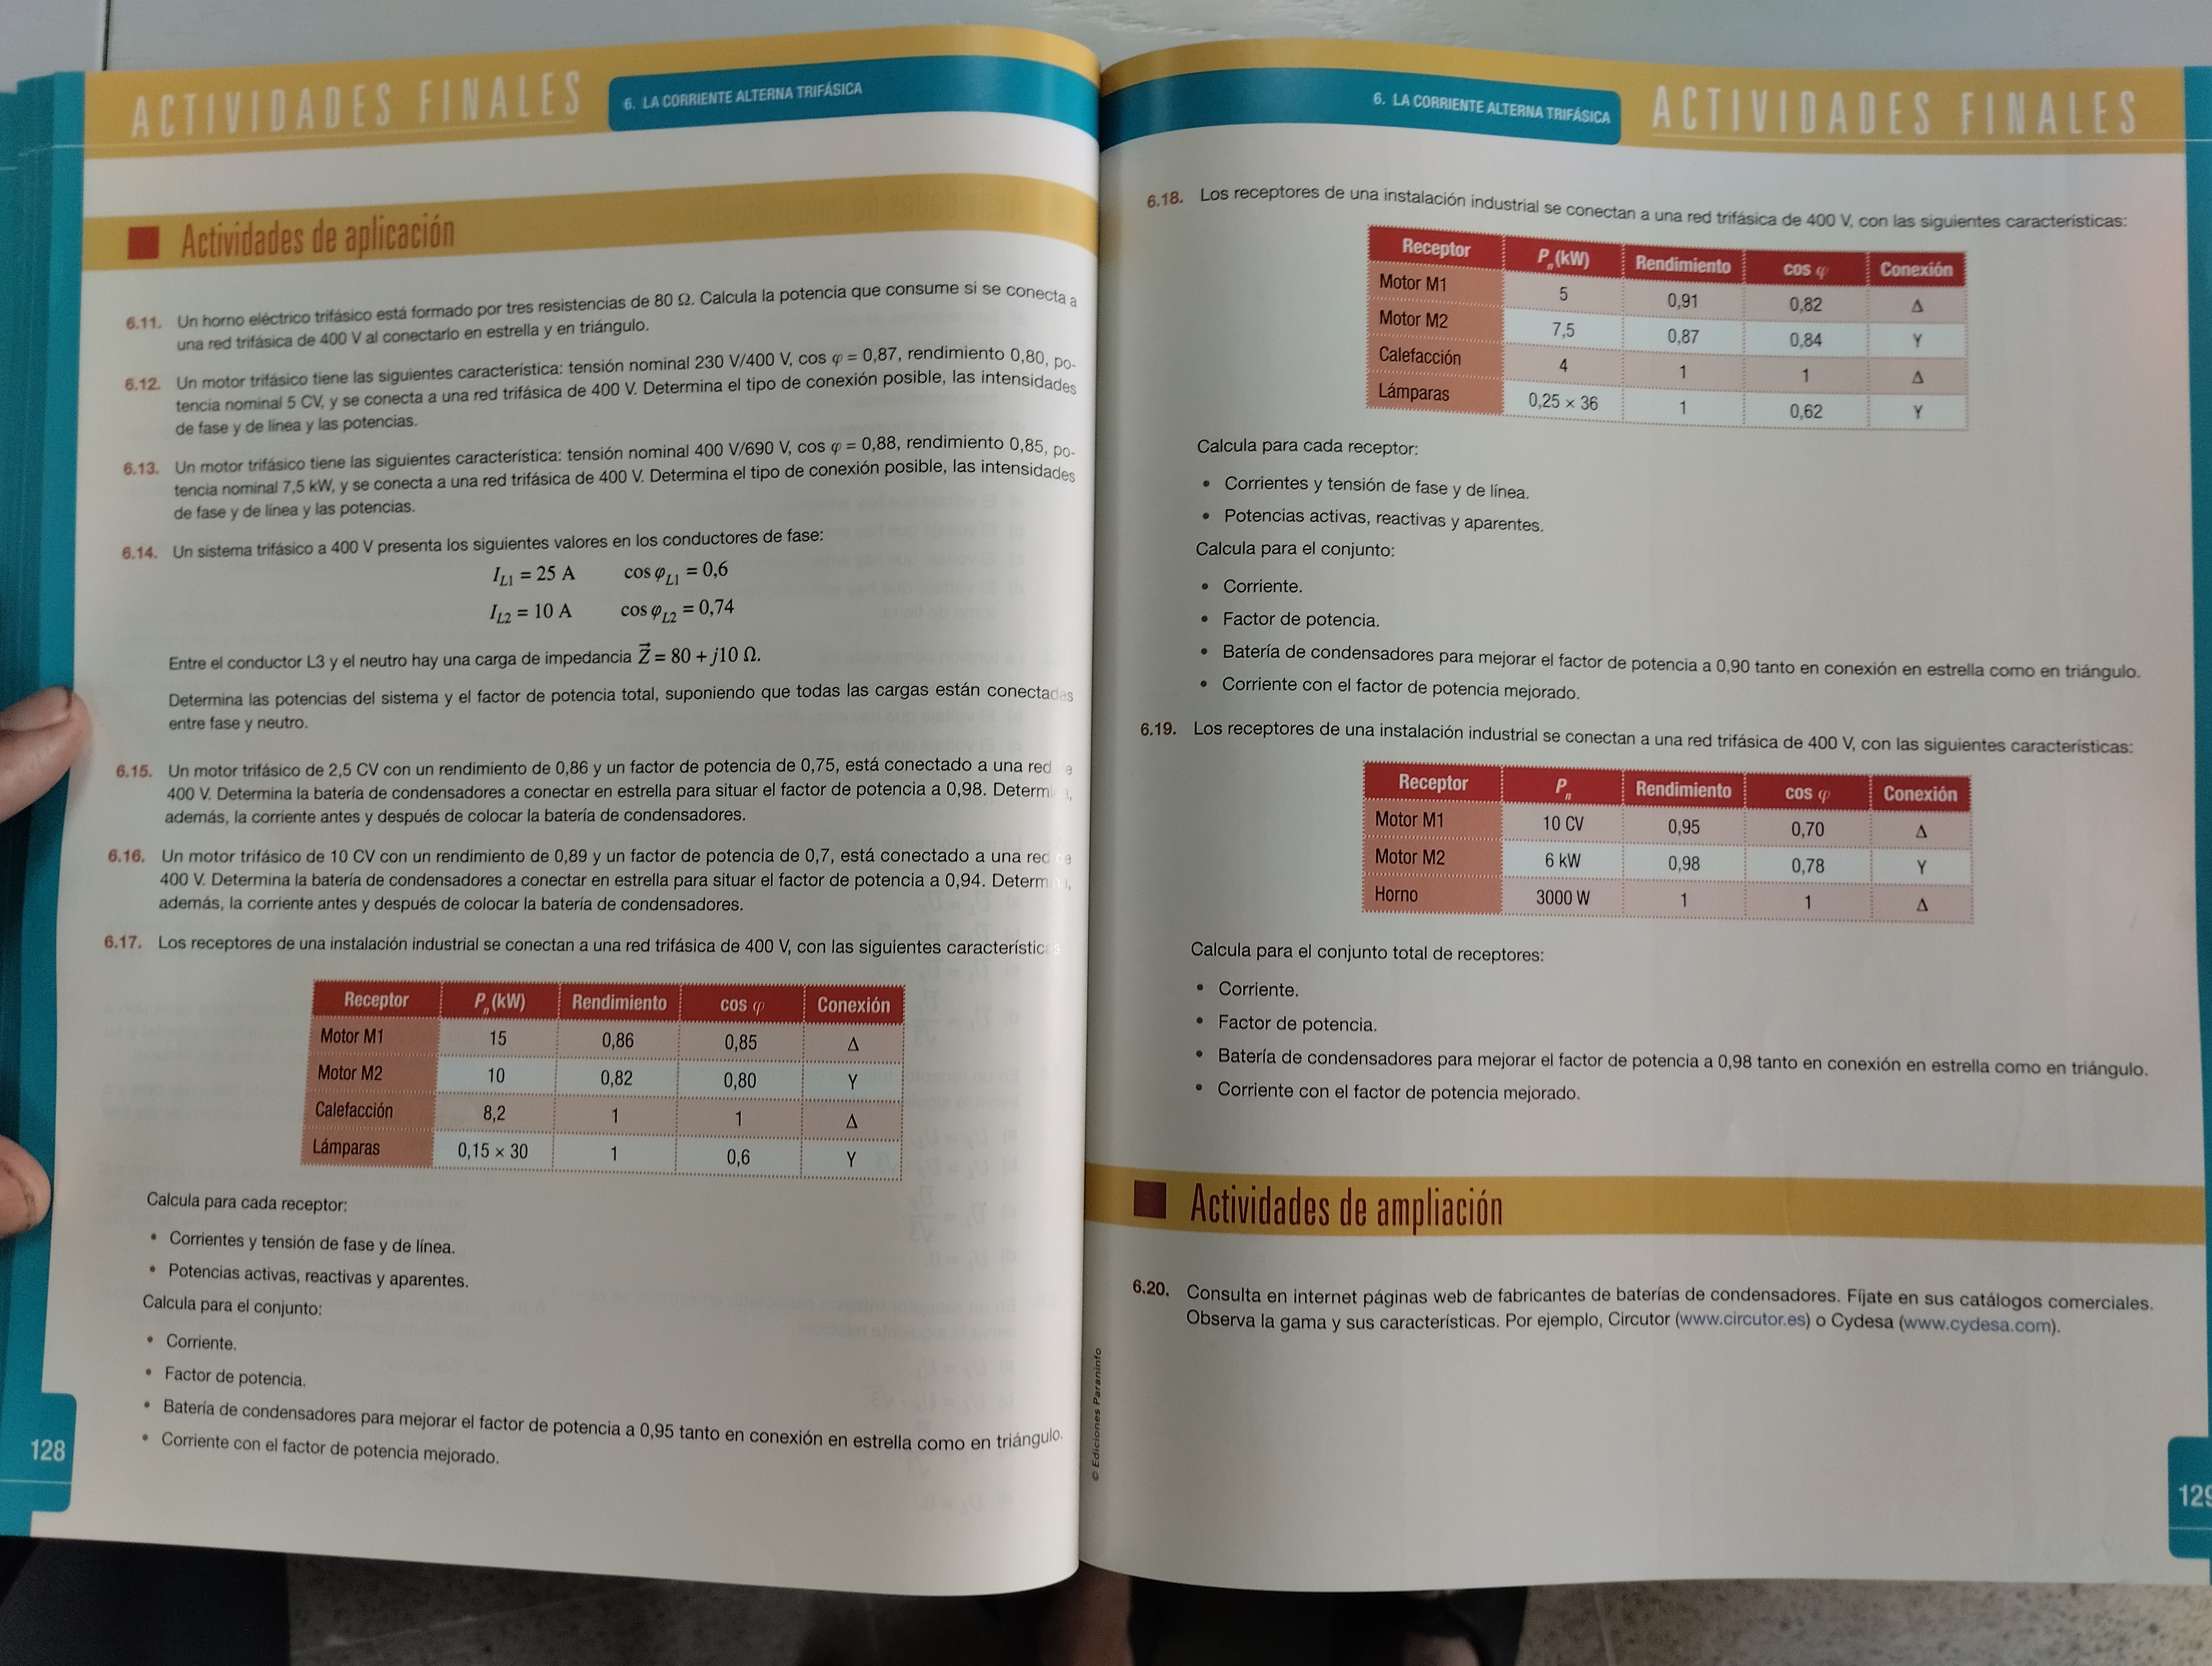 ACTIVIDADES FINALES
6. LA CORRIENTE ALTERNA TRIFÁSICA
Actividades de aplicación
6.11. Un horno eléctrico trifásico está formado por tres resistencias de 80 Ω. Calcula la potencia que consume si se conecta a
una red trifásica de 400 V al conectarlo en estrella y en triángulo.
6.12. Un motor trifásico tiene las siguientes característica: tensión nominal 230 V/400 V, cos φ = 0,87, rendimiento 0,80, po-
tencia nominal 5 CV, y se conecta a una red trifásica de 400 V. Determina el tipo de conexión posible, las intensidades
de fase y de línea y las potencias.
6.13. Un motor trifásico tiene las siguientes característica: tensión nominal 400 V/690 V, cos φ = 0,88, rendimiento 0,85, po-
tencia nominal 7,5 kW, y se conecta a una red trifásica de 400 V. Determina el tipo de conexión posible, las intensidades
de fase y de línea y las potencias.
6.14. Un sistema trifásico a 400 V presenta los siguientes valores en los conductores de fase:
I_L1 = 25 A cos φ_L1 = 0,6
I_L2 = 10 A cos φ_L2 = 0,74
Entre el conductor L3 y el neutro hay una carga de impedancia Z⃗ = 80 + j10 Ω.
Determina las potencias del sistema y el factor de potencia total, suponiendo que todas las cargas están conectadas
entre fase y neutro.
6.15. Un motor trifásico de 2,5 CV con un rendimiento de 0,86 y un factor de potencia de 0,75, está conectado a una red
400 V. Determina la batería de condensadores a conectar en estrella para situar el factor de potencia a 0,98. Determi
además, la corriente antes y después de colocar la batería de condensadores.
6.16. Un motor trifásico de 10 CV con un rendimiento de 0,89 y un factor de potencia de 0,7, está conectado a una red de
400 V. Determina la batería de condensadores a conectar en estrella para situar el factor de potencia a 0,94. Determ
además, la corriente antes y después de colocar la batería de condensadores.
6.17. Los receptores de una instalación industrial se conectan a una red trifásica de 400 V, con las siguientes características
Receptor P_n (kW) Rendimiento cos φ Conexión
Motor M1 15 0,86 0,85 Δ
Motor M2 10 0,82 0,80 Y
Calefacción 8,2 1 1 Δ
Lámparas 0,15 × 30 1 0,6 Y
Calcula para cada receptor:
• Corrientes y tensión de fase y de línea.
• Potencias activas, reactivas y aparentes.
Calcula para el conjunto:
• Corriente.
• Factor de potencia.
• Batería de condensadores para mejorar el factor de potencia a 0,95 tanto en conexión en estrella como en triángulo.
• Corriente con el factor de potencia mejorado.
128
6. LA CORRIENTE ALTERNA TRIFÁSICA
ACTIVIDADES FINALES
6.18. Los receptores de una instalación industrial se conectan a una red trifásica de 400 V, con las siguientes características:
Receptor P_n (kW) Rendimiento cos φ Conexión
Motor M1 5 0,91 0,82 Δ
Motor M2 7,5 0,87 0,84 Y
Calefacción 4 1 1 Δ
Lámparas 0,25 × 36 1 0,62 Y
Calcula para cada receptor:
• Corrientes y tensión de fase y de línea.
• Potencias activas, reactivas y aparentes.
Calcula para el conjunto:
• Corriente.
• Factor de potencia.
• Batería de condensadores para mejorar el factor de potencia a 0,90 tanto en conexión en estrella como en triángulo.
• Corriente con el factor de potencia mejorado.
6.19. Los receptores de una instalación industrial se conectan a una red trifásica de 400 V, con las siguientes características:
Receptor P_n Rendimiento cos φ Conexión
Motor M1 10 CV 0,95 0,70 Δ
Motor M2 6 kW 0,98 0,78 Y
Horno 3000 W 1 1 Δ
Calcula para el conjunto total de receptores:
• Corriente.
• Factor de potencia.
• Batería de condensadores para mejorar el factor de potencia a 0,98 tanto en conexión en estrella como en triángulo.
• Corriente con el factor de potencia mejorado.
Actividades de ampliación
6.20. Consulta en internet páginas web de fabricantes de baterías de condensadores. Fíjate en sus catálogos comerciales.
Observa la gama y sus características. Por ejemplo, Circutor (www.circutor.es) o Cydesa (www.cydesa.com).
© Ediciones Paraninfo
129